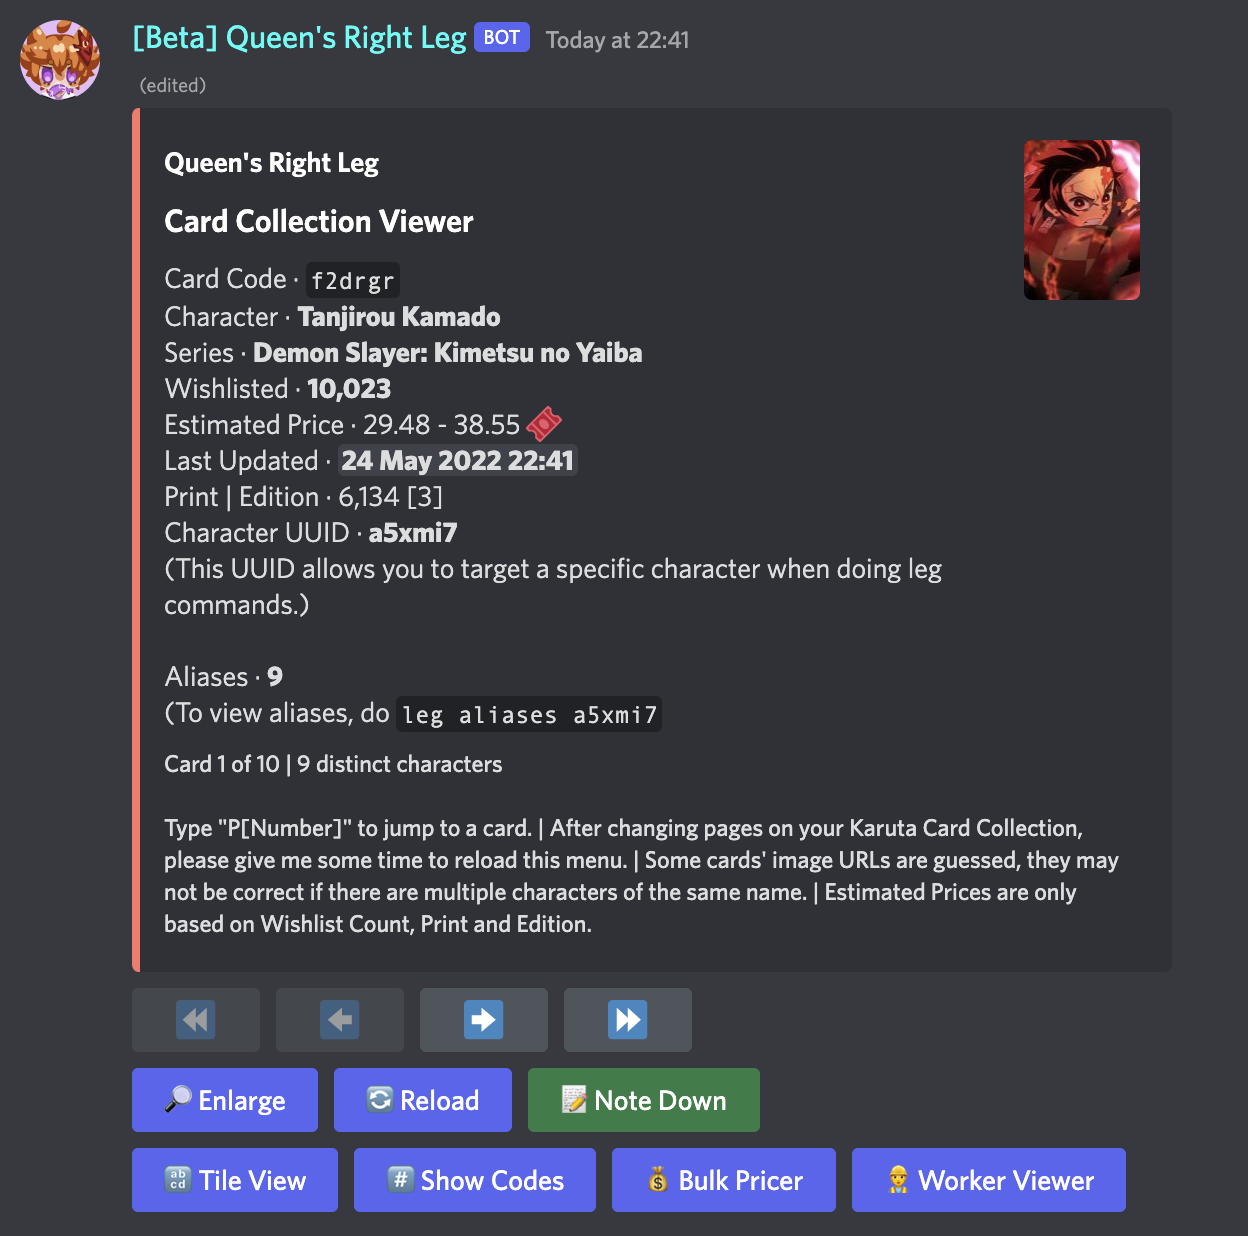 [Beta] Queen's Right Leg BOT Today at 22:41
(edited)
Queen's Right Leg
Card Collection Viewer
Card Code · f2drgr
Character · Tanjirou Kamado
Series · Demon Slayer: Kimetsu no Yaiba
Wishlisted · 10,023
Estimated Price · 29.48 - 38.55
Last Updated · 24 May 2022 22:41
Print | Edition · 6,134 [3]
Character UUID · a5xmi7
(This UUID allows you to target a specific character when doing leg
commands.)
Aliases · 9
(To view aliases, do leg aliases a5xmi7
Card 1 of 10 | 9 distinct characters
Type "P[Number]" to jump to a card. | After changing pages on your Karuta Card Collection,
please give me some time to reload this menu. | Some cards' image URLs are guessed, they may
not be correct if there are multiple characters of the same name. | Estimated Prices are only
based on Wishlist Count, Print and Edition.
Enlarge Reload Note Down
abcd Tile View # Show Codes $ Bulk Pricer Worker Viewer